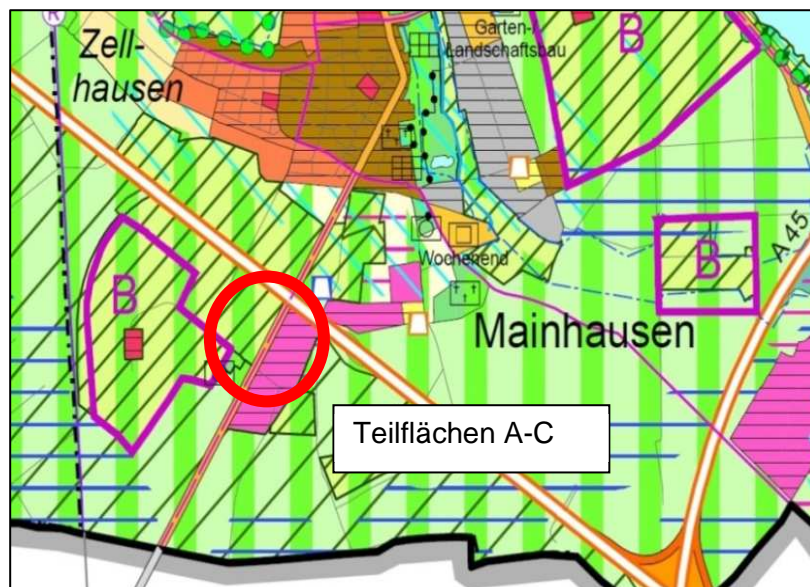 R
Garten-/
Landschaftsbau
B
Zell-
hausen
A 45
B
B
Wochenend
Mainhausen
Teilflächen A-C